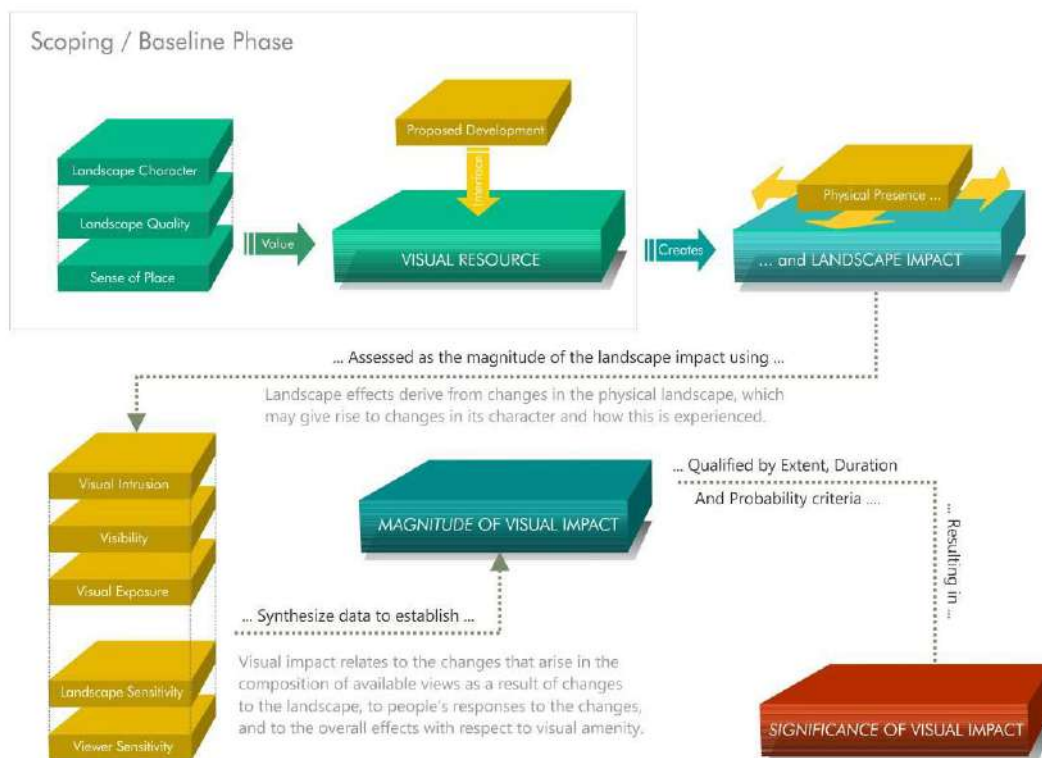 Scoping / Baseline Phase
Proposed Development
Landscape Character
Interface
Physical Presence ...
Landscape Quality
Value
VISUAL RESOURCE
Creates
... and LANDSCAPE IMPACT
Sense of Place
... Assessed as the magnitude of the landscape impact using ...
Landscape effects derive from changes in the physical landscape, which
may give rise to changes in its character and how this is experienced.
Visual Intrusion
Visibility
Visual Exposure
Landscape Sensitivity
Viewer Sensitivity
... Synthesize data to establish ...
Visual impact relates to the changes that arise in the
composition of available views as a result of changes
to the landscape, to people's responses to the changes,
and to the overall effects with respect to visual amenity.
MAGNITUDE OF VISUAL IMPACT
... Qualified by Extent, Duration
And Probability criteria ....
... Resulting in ...
SIGNIFICANCE OF VISUAL IMPACT